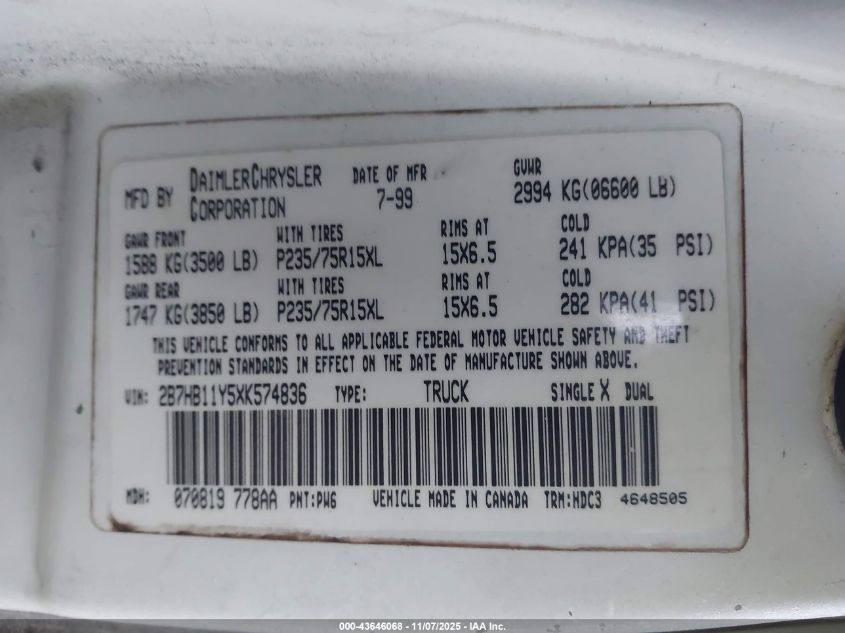 MFD BY DAIMLERCHRYSLER CORPORATION DATE OF MFR 7-99 GVWR 2994 KG(06600 LB)
GAWR FRONT WITH TIRES RIMS AT COLD
1588 KG(3500 LB) P235/75R15XL 15X6.5 241 KPA(35 PSI)
GAWR REAR WITH TIRES RIMS AT COLD
1747 KG(3850 LB) P235/75R15XL 15X6.5 282 KPA(41 PSI)
THIS VEHICLE CONFORMS TO ALL APPLICABLE FEDERAL MOTOR VEHICLE SAFETY AND THEFT
PREVENTION STANDARDS IN EFFECT ON THE DATE OF MANUFACTURE SHOWN ABOVE.
VIN: 2B7HB11Y5XK574836 TYPE: TRUCK SINGLE X DUAL
MDH: 070819 778AA PNT:PW6 VEHICLE MADE IN CANADA TRM:HDC3 4648505
000-43646068 - 11/07/2025 - IAA Inc.